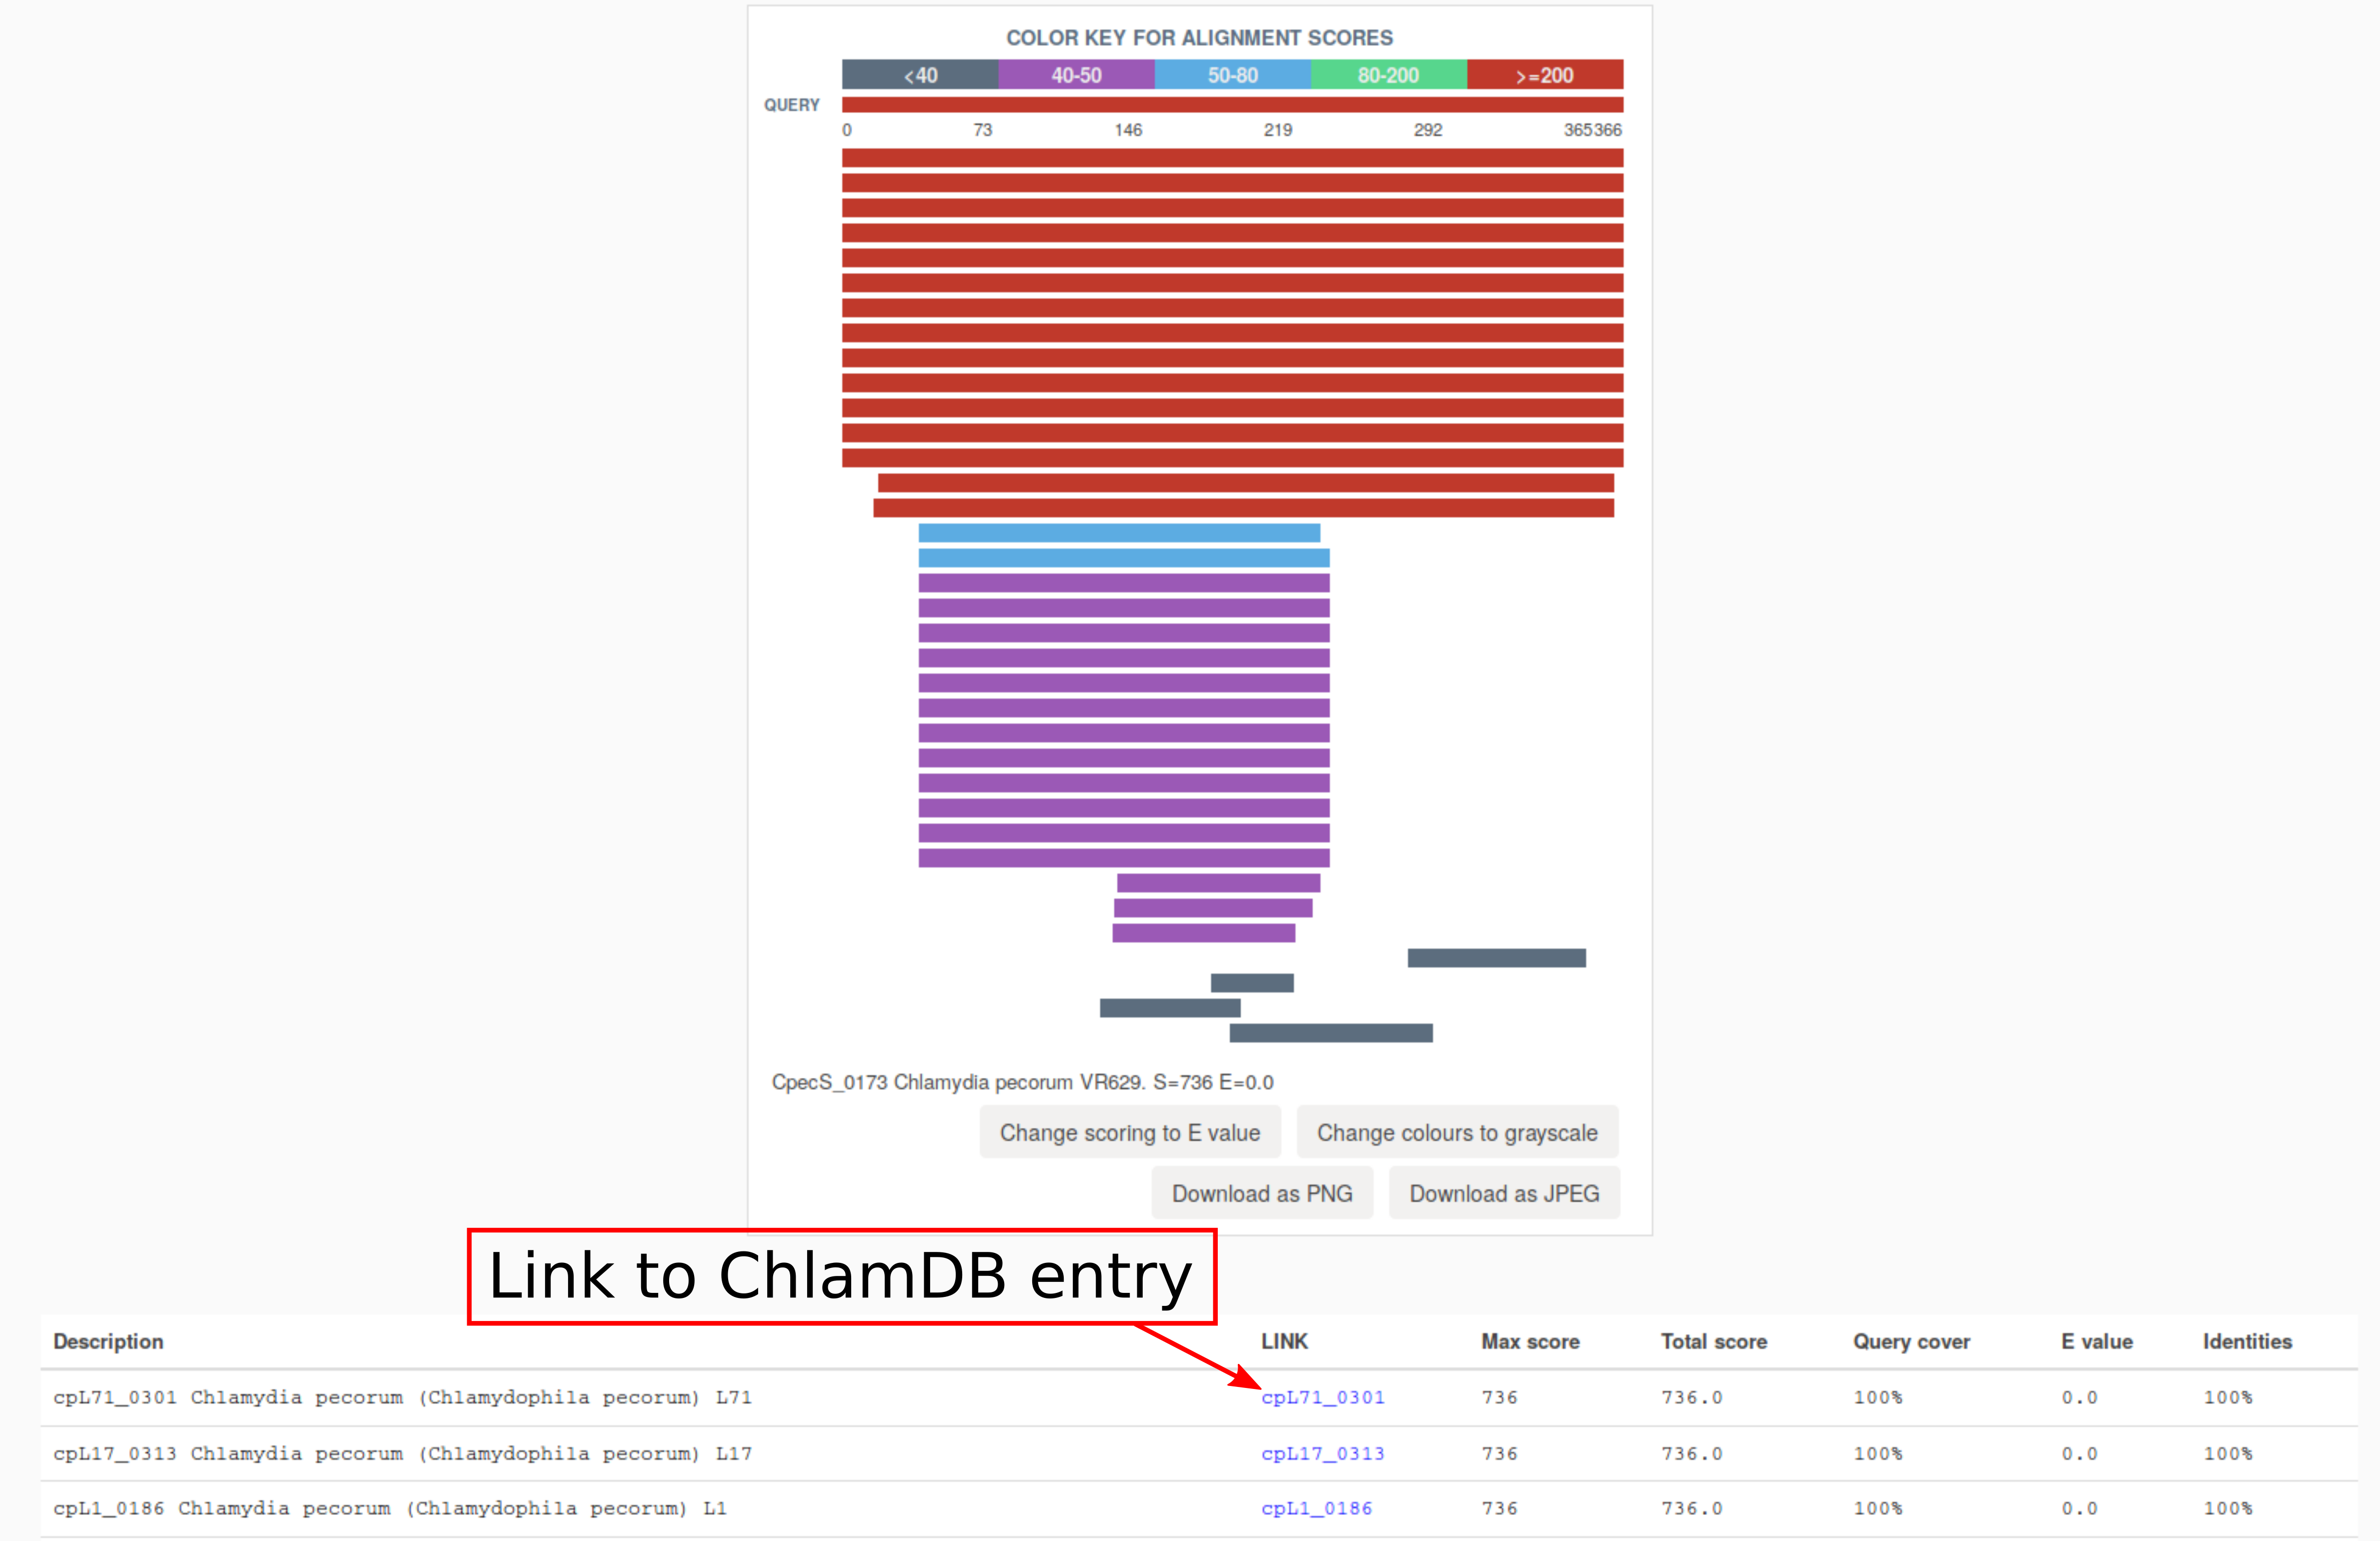 COLOR KEY FOR ALIGNMENT SCORES
<40 40-50 50-80 80-200 >=200
QUERY
0 73 146 219 292 365366
CpecS_0173 Chlamydia pecorum VR629. S=736 E=0.0
Change scoring to E value Change colours to grayscale
Download as PNG Download as JPEG
Link to ChlamDB entry
Description LINK Max score Total score Query cover E value Identities
cpL71_0301 Chlamydia pecorum (Chlamydophila pecorum) L71 cpL71_0301 736 736.0 100% 0.0 100%
cpL17_0313 Chlamydia pecorum (Chlamydophila pecorum) L17 cpL17_0313 736 736.0 100% 0.0 100%
cpL1_0186 Chlamydia pecorum (Chlamydophila pecorum) L1 cpL1_0186 736 736.0 100% 0.0 100%